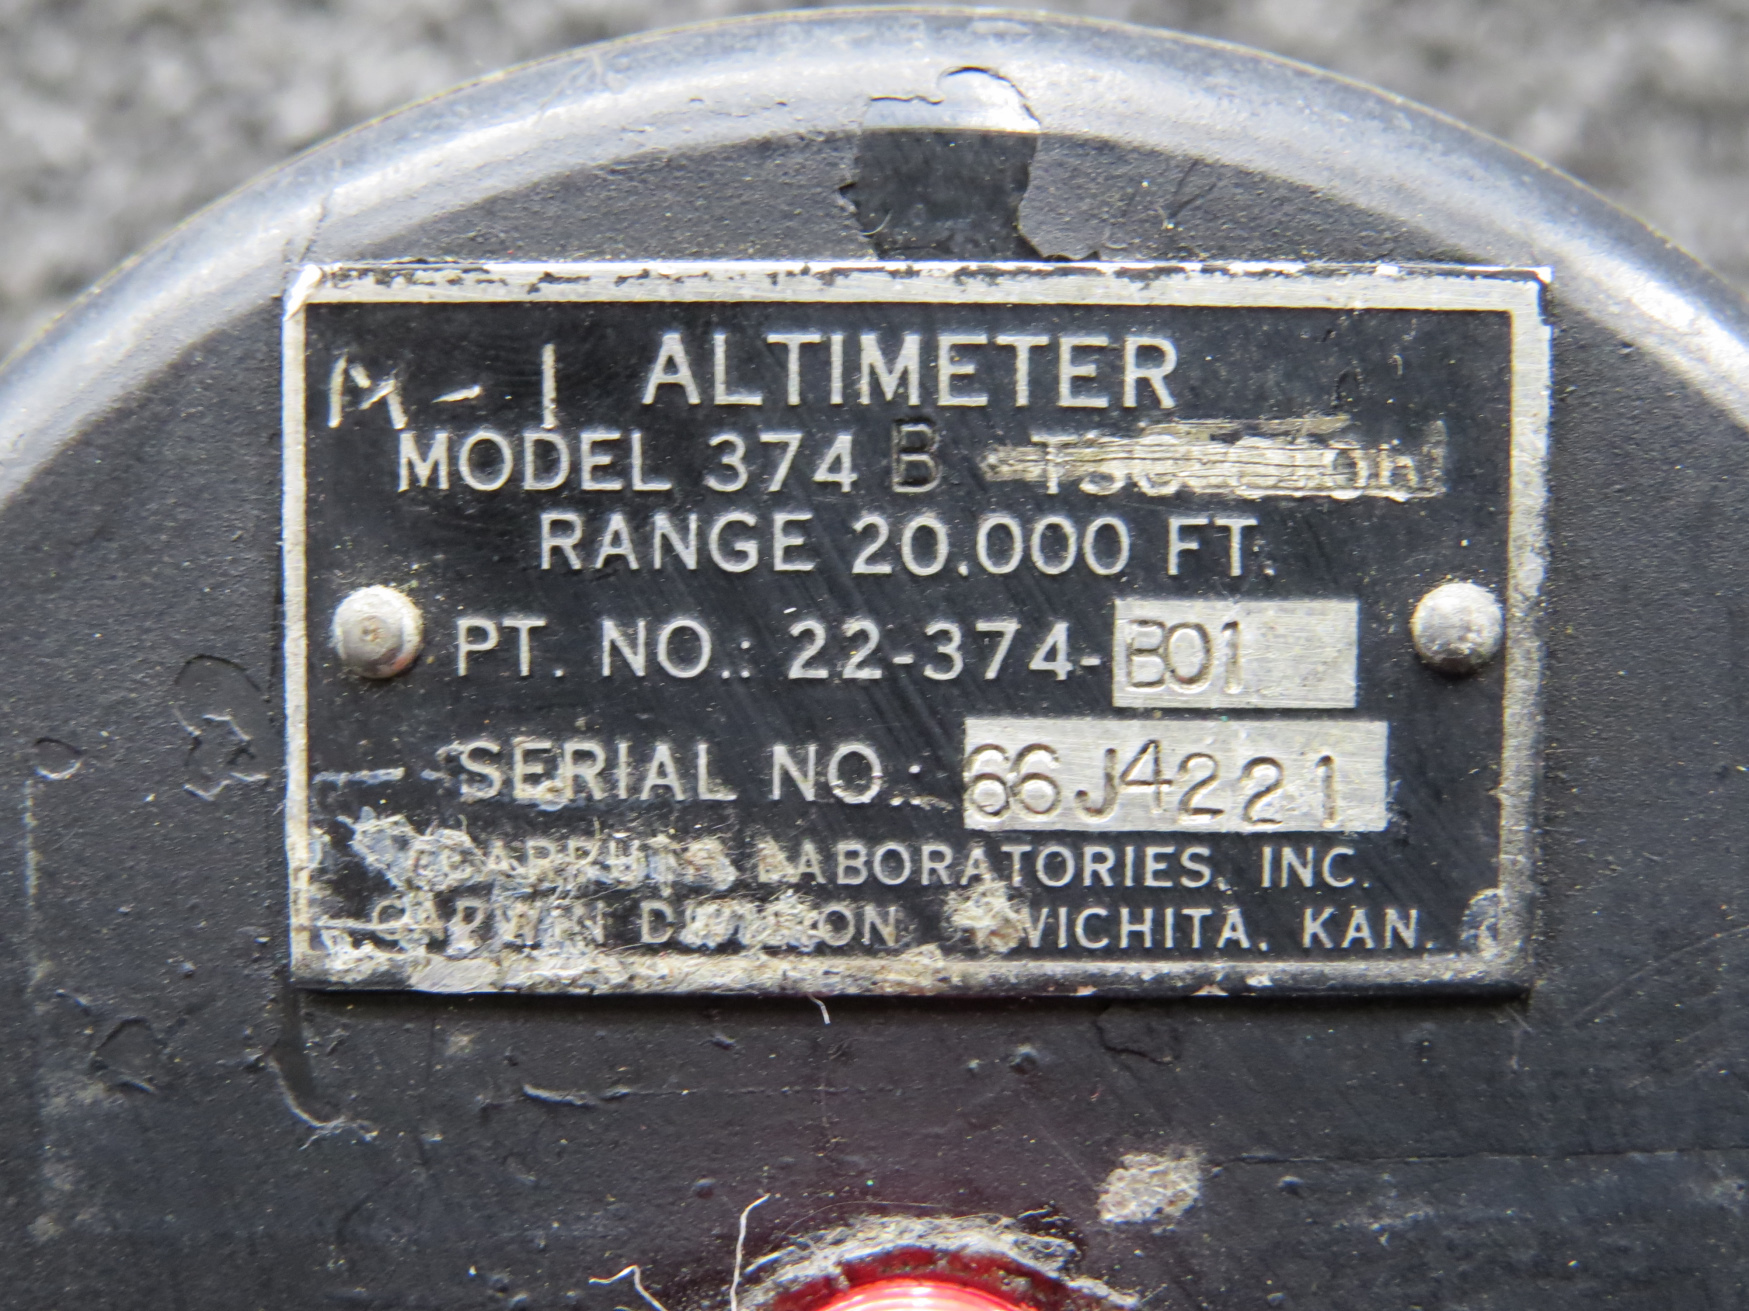 M-1 ALTIMETER
MODEL 374 B
RANGE 20.000 FT.
PT. NO.: 22-374-B01
SERIAL NO.: 66J4221
LABORATORIES, INC.
DIVISION WICHITA, KAN.